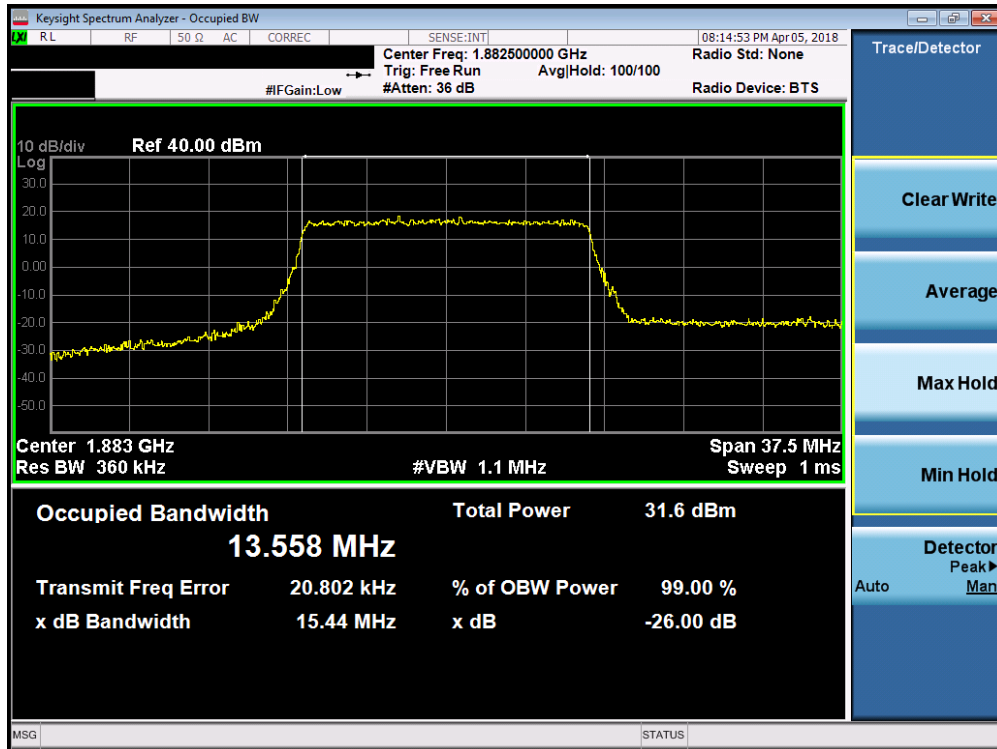 Keysight Spectrum Analyzer - Occupied BW
LXI RL RF 50 Ω AC CORREC SENSE:INT 08:14:53 PM Apr 05, 2018
Center Freq: 1.882500000 GHz Radio Std: None
Trig: Free Run Avg|Hold: 100/100
#IFGain:Low #Atten: 36 dB Radio Device: BTS
Trace/Detector
10 dB/div Ref 40.00 dBm
Log
30.0
20.0
10.0
0.00
-10.0
-20.0
-30.0
-40.0
-50.0
Center 1.883 GHz Span 37.5 MHz
Res BW 360 kHz #VBW 1.1 MHz Sweep 1 ms
Occupied Bandwidth Total Power 31.6 dBm
13.558 MHz
Transmit Freq Error 20.802 kHz % of OBW Power 99.00 %
x dB Bandwidth 15.44 MHz x dB -26.00 dB
Clear Write
Average
Max Hold
Min Hold
Detector
Peak▶
Auto Man
MSG STATUS